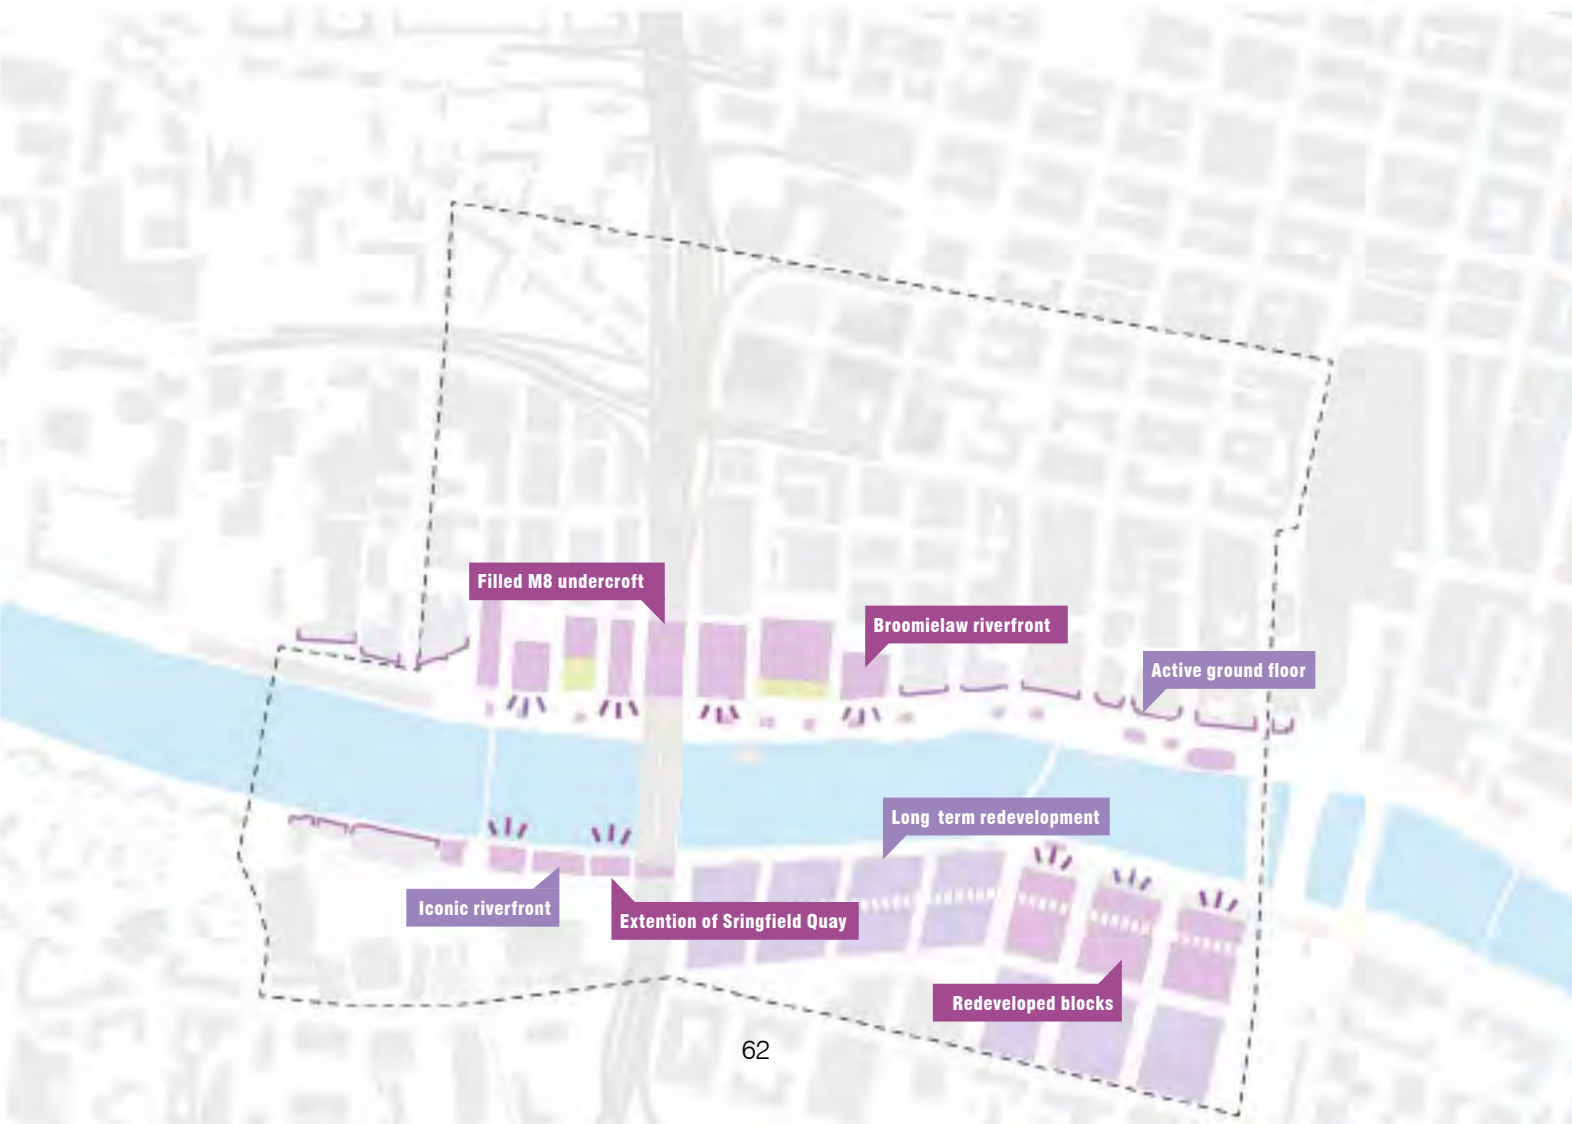 Filled M8 undercroft
Broomielaw riverfront
Active ground floor
Long term redevelopment
Iconic riverfront
Extention of Sringfield Quay
Redeveloped blocks
62